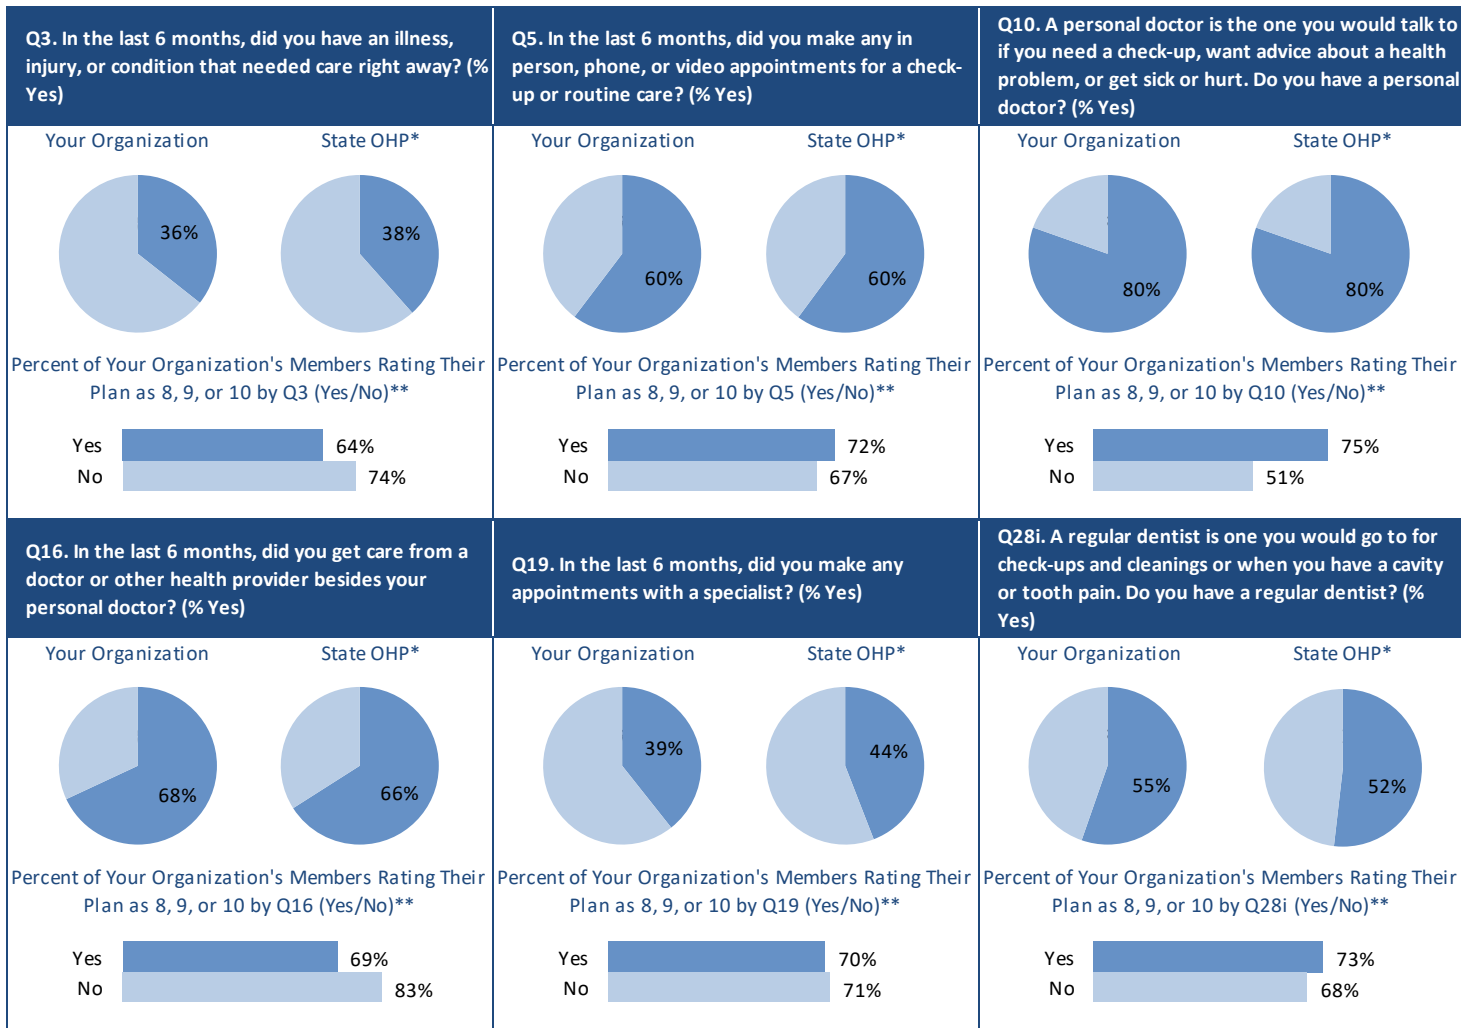 Q3. In the last 6 months, did you have an illness,
injury, or condition that needed care right away? (%
Yes)
Your Organization
State OHP*
36%
38%
Percent of Your Organization's Members Rating Their
Plan as 8, 9, or 10 by Q3 (Yes/No)**
Yes 64%
No 74%
Q5. In the last 6 months, did you make any in
person, phone, or video appointments for a check-
up or routine care? (% Yes)
Your Organization
State OHP*
60%
60%
Percent of Your Organization's Members Rating Their
Plan as 8, 9, or 10 by Q5 (Yes/No)**
Yes 72%
No 67%
Q10. A personal doctor is the one you would talk to
if you need a check-up, want advice about a health
problem, or get sick or hurt. Do you have a personal
doctor? (% Yes)
Your Organization
State OHP*
80%
80%
Percent of Your Organization's Members Rating Their
Plan as 8, 9, or 10 by Q10 (Yes/No)**
Yes 75%
No 51%
Q16. In the last 6 months, did you get care from a
doctor or other health provider besides your
personal doctor? (% Yes)
Your Organization
State OHP*
68%
66%
Percent of Your Organization's Members Rating Their
Plan as 8, 9, or 10 by Q16 (Yes/No)**
Yes 69%
No 83%
Q19. In the last 6 months, did you make any
appointments with a specialist? (% Yes)
Your Organization
State OHP*
39%
44%
Percent of Your Organization's Members Rating Their
Plan as 8, 9, or 10 by Q19 (Yes/No)**
Yes 70%
No 71%
Q28i. A regular dentist is one you would go to for
check-ups and cleanings or when you have a cavity
or tooth pain. Do you have a regular dentist? (%
Yes)
Your Organization
State OHP*
55%
52%
Percent of Your Organization's Members Rating Their
Plan as 8, 9, or 10 by Q28i (Yes/No)**
Yes 73%
No 68%